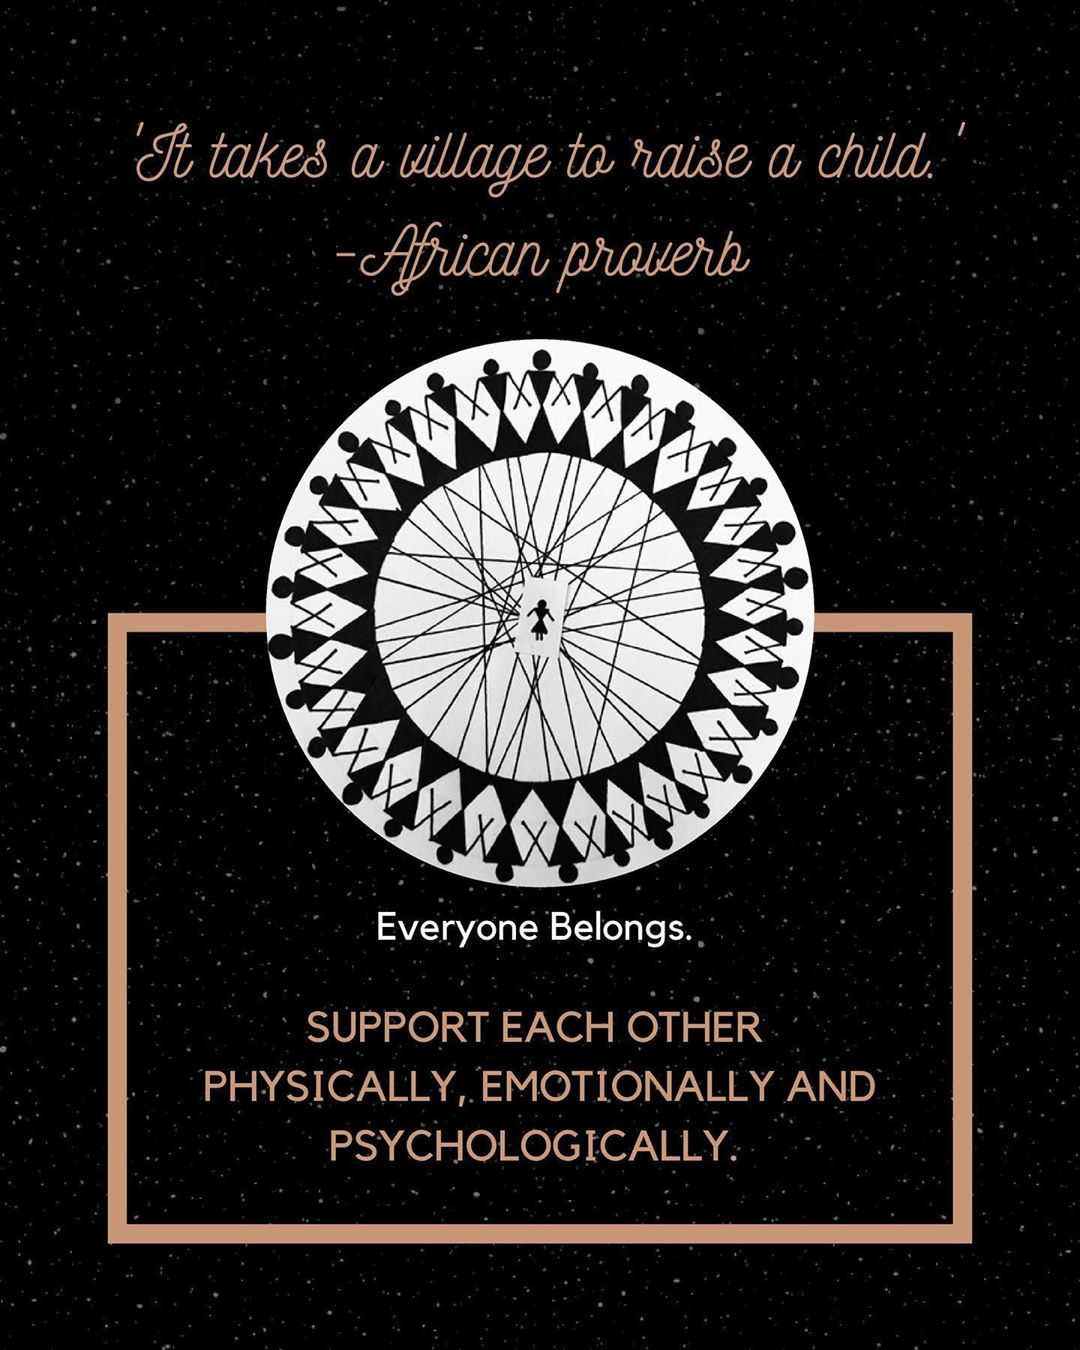 'It takes a village to raise a child.'
-African proverb
Everyone Belongs.
SUPPORT EACH OTHER
PHYSICALLY, EMOTIONALLY AND
PSYCHOLOGICALLY.